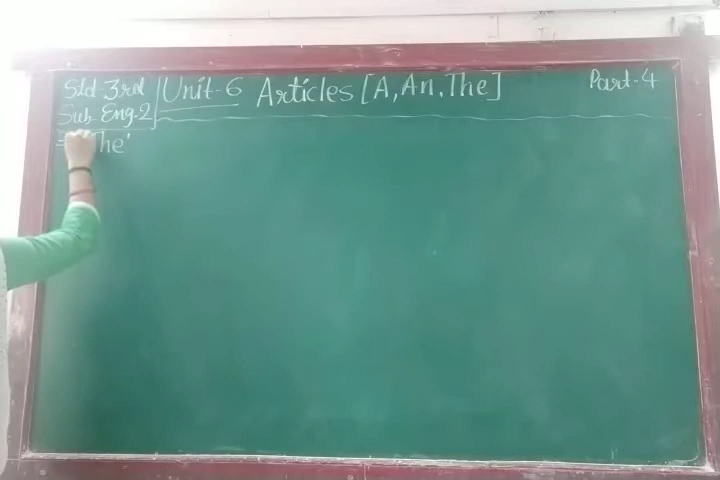 Std 3rd Unit-6 Articles [A, An, The] Part-4
Sub Eng-2
= 'The'